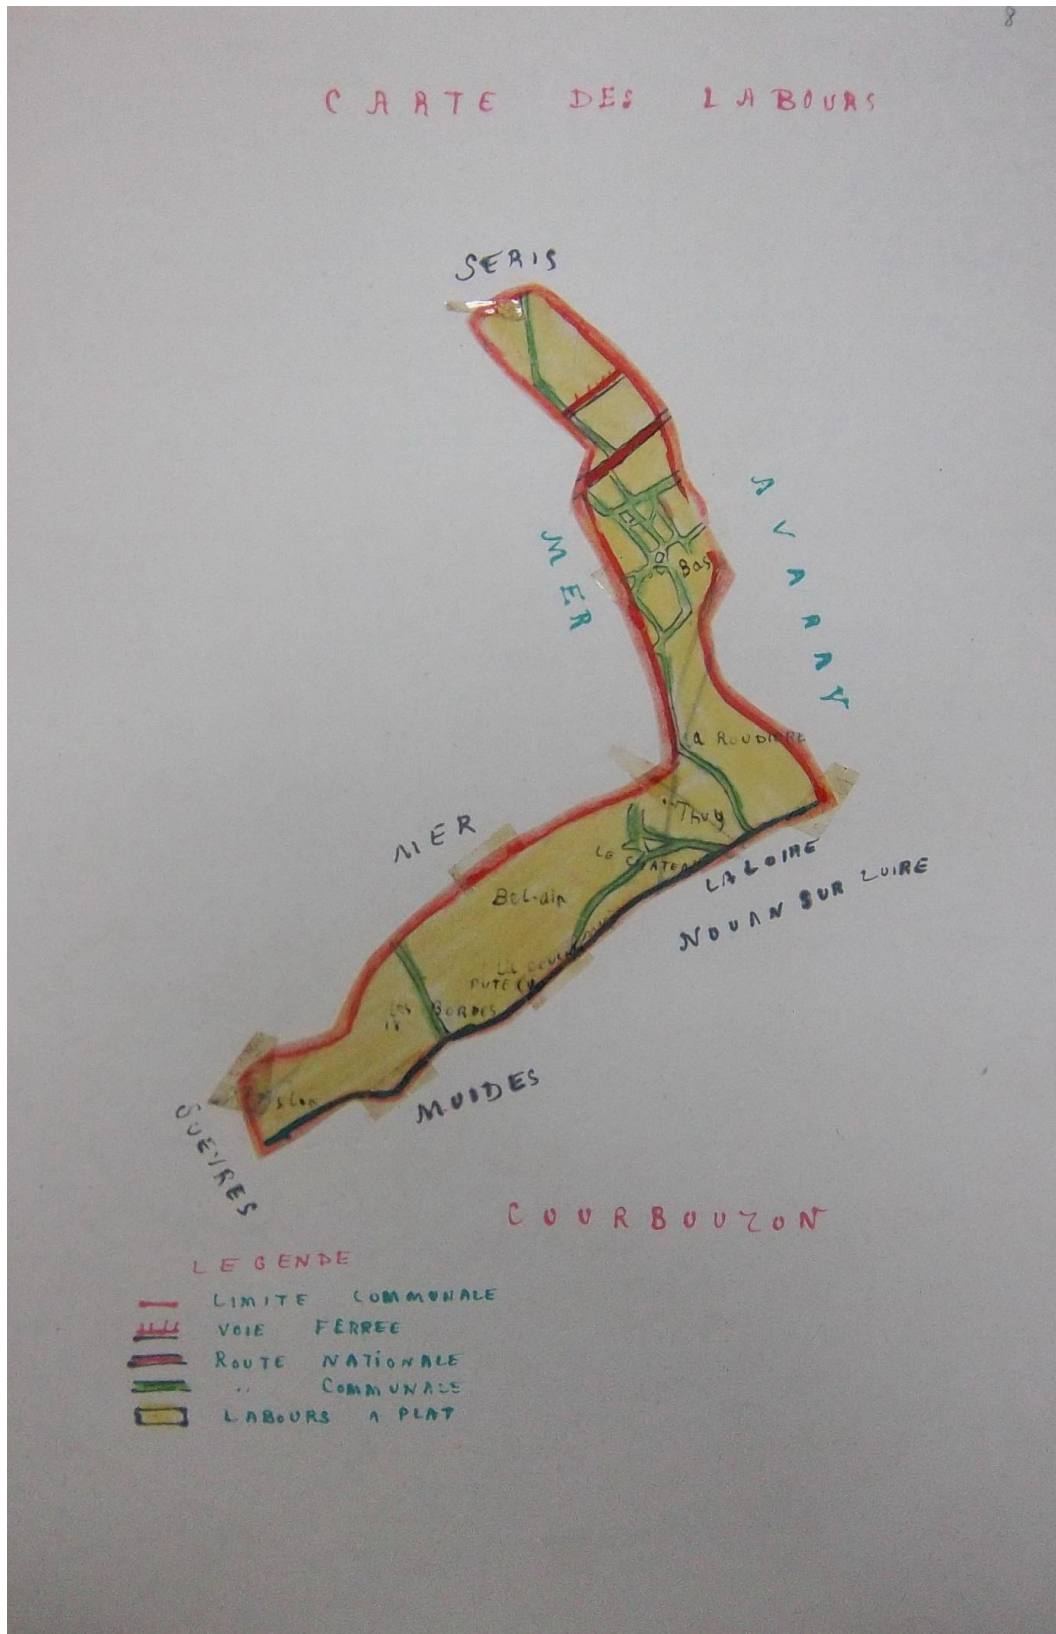 8
CARTE DES LABOURS
SERIS
AVARAY
MER
Bas
ROUDIERE
Thuy
MER
LE CHATEAU
LA LOIRE
Bel-air
NOUAN SUR LOIRE
BORDES
MUIDES
SUEVRES
COURBOUZON
LEGENDE
LIMITE COMMUNALE
VOIE FERREE
ROUTE NATIONALE
" COMMUNALE
LABOURS A PLAT